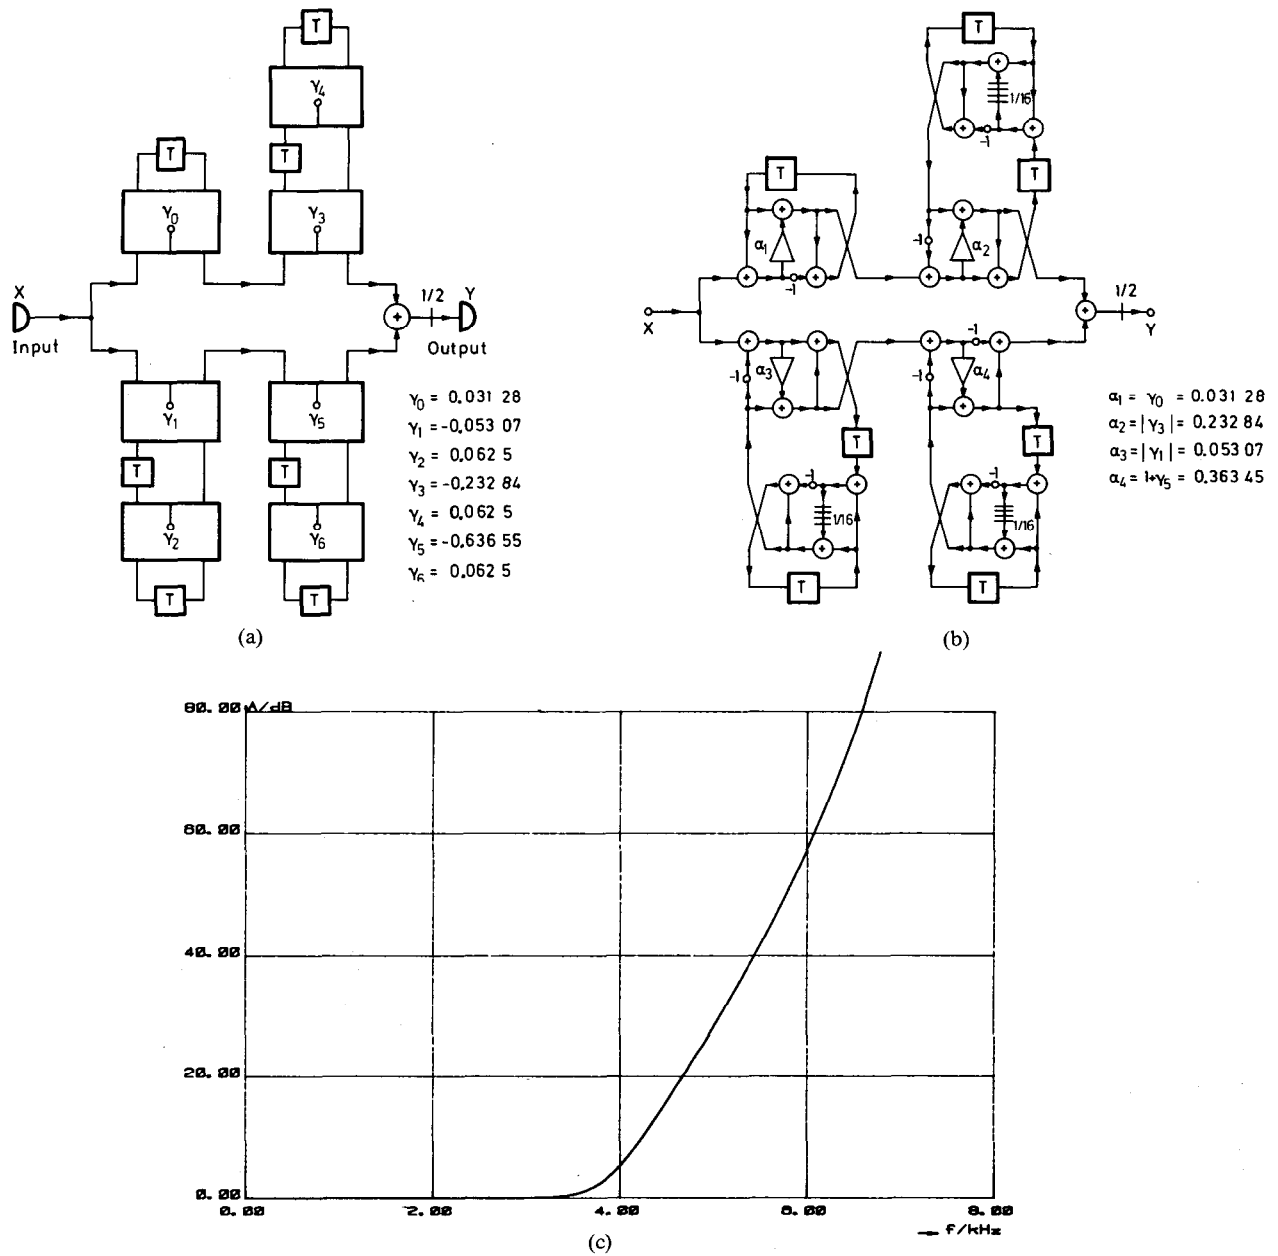 T
γ4
T
T
γ0
γ3
X
Input
1/2
Y
Output
γ1
γ5
T
T
γ2
γ6
T
T
γ0 = 0.031 28
γ1 = -0.053 07
γ2 = 0.062 5
γ3 = -0.232 84
γ4 = 0.062 5
γ5 = -0.636 55
γ6 = 0.062 5
(a)
T
1/16
-1
T
T
α1
-1
-1
α2
X
1/2
Y
-1
α3
-1
-1
α4
T
T
-1
1/16
-1
1/16
T
T
α1 = γ0 = 0.031 28
α2 = |γ3| = 0.232 84
α3 = |γ1| = 0.053 07
α4 = 1+γ5 = 0.363 45
(b)
80.00 A/dB
60.00
40.00
20.00
0.00
0.00 2.00 4.00 6.00 8.00
f/kHz
(c)